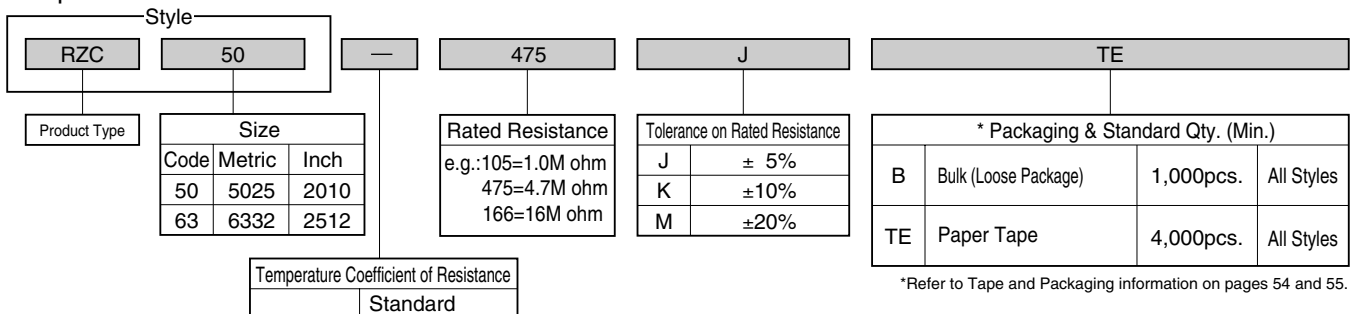 Style
RZC 50 — 475 J TE
Product Type
Size
Code Metric Inch
50 5025 2010
63 6332 2512
Rated Resistance
e.g.:105=1.0M ohm
475=4.7M ohm
166=16M ohm
Tolerance on Rated Resistance
J ± 5%
K ±10%
M ±20%
* Packaging & Standard Qty. (Min.)
B Bulk (Loose Package) 1,000pcs. All Styles
TE Paper Tape 4,000pcs. All Styles
*Refer to Tape and Packaging information on pages 54 and 55.
Temperature Coefficient of Resistance
Standard